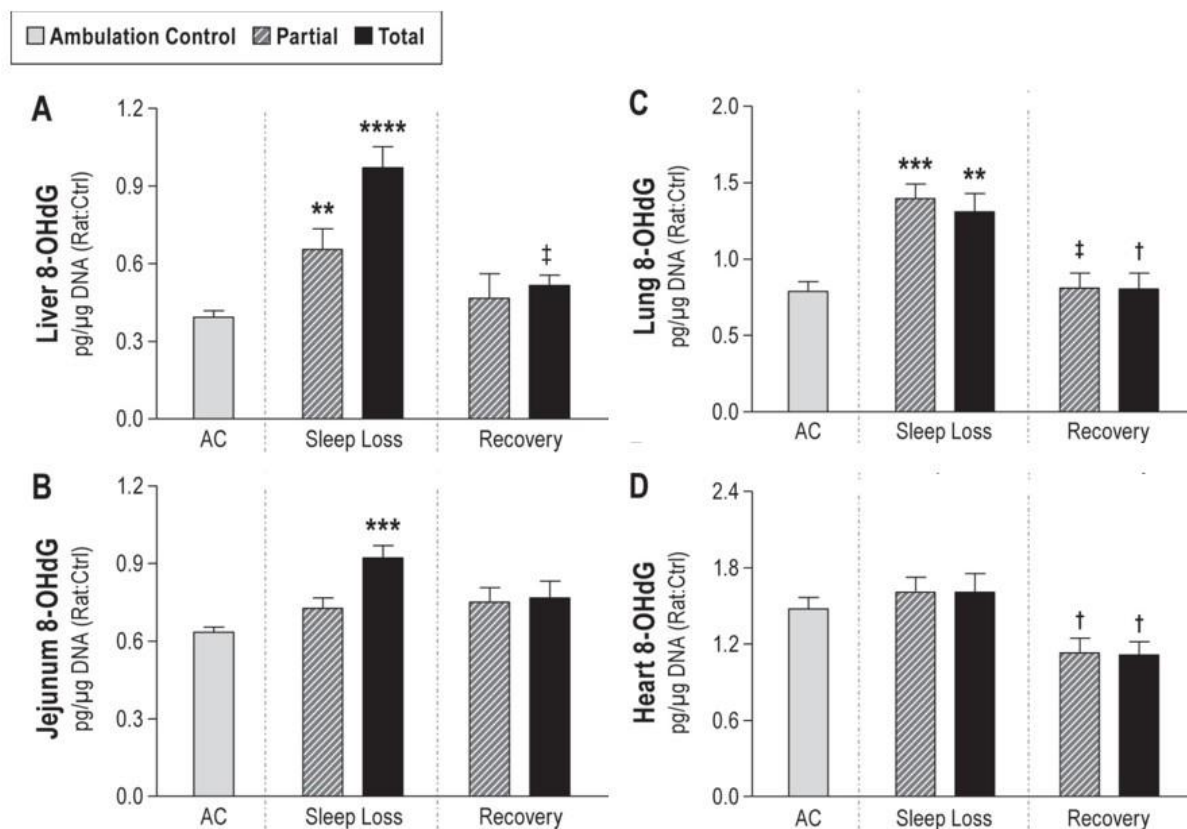 Ambulation Control Partial Total
A
Liver 8-OHdG
pg/µg DNA (Rat:Ctrl)
1.2
0.9
0.6
0.3
0.0
**
****
‡
AC Sleep Loss Recovery
B
Jejunum 8-OHdG
pg/µg DNA (Rat:Ctrl)
1.2
0.9
0.6
0.3
0.0
***
AC Sleep Loss Recovery
C
Lung 8-OHdG
pg/µg DNA (Rat:Ctrl)
2.0
1.5
1.0
0.5
0.0
***
**
‡
†
AC Sleep Loss Recovery
D
Heart 8-OHdG
pg/µg DNA (Rat:Ctrl)
2.4
1.8
1.2
0.6
0.0
†
†
AC Sleep Loss Recovery